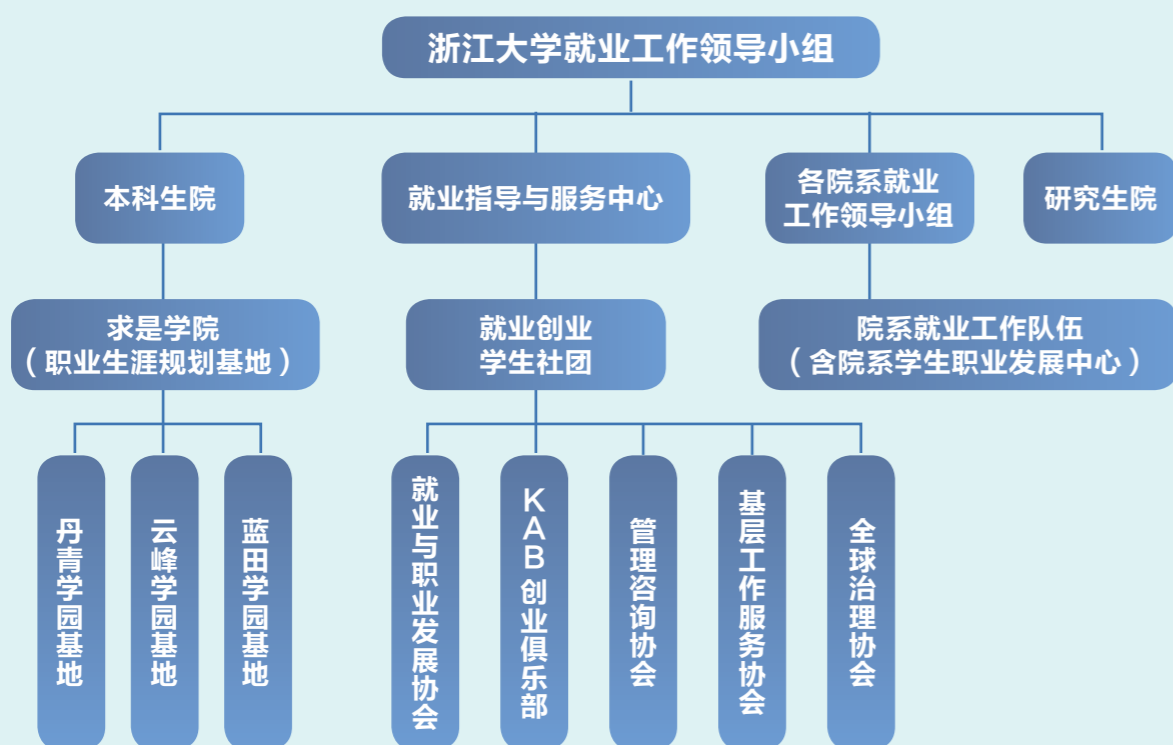 浙江大学就业工作领导小组
本科生院
就业指导与服务中心
各院系就业
工作领导小组
研究生院
求是学院
（职业生涯规划基地）
就业创业
学生社团
院系就业工作队伍
（含院系学生职业发展中心）
丹青学园基地
云峰学园基地
蓝田学园基地
就业与职业发展协会
KAB创业俱乐部
管理咨询协会
基层工作服务协会
全球治理协会